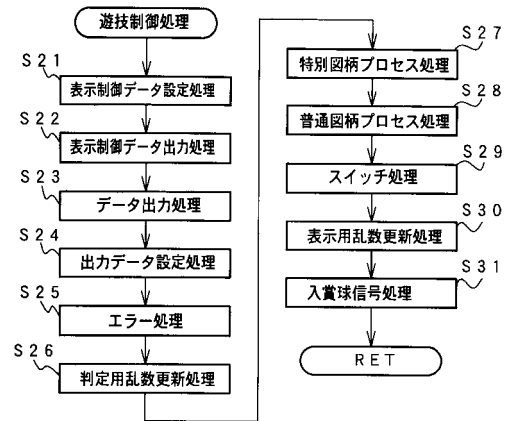 遊技制御処理
S21
表示制御データ設定処理
S22
表示制御データ出力処理
S23
データ出力処理
S24
出力データ設定処理
S25
エラー処理
S26
判定用乱数更新処理
S27
特別図柄プロセス処理
S28
普通図柄プロセス処理
S29
スイッチ処理
S30
表示用乱数更新処理
S31
入賞球信号処理
RET